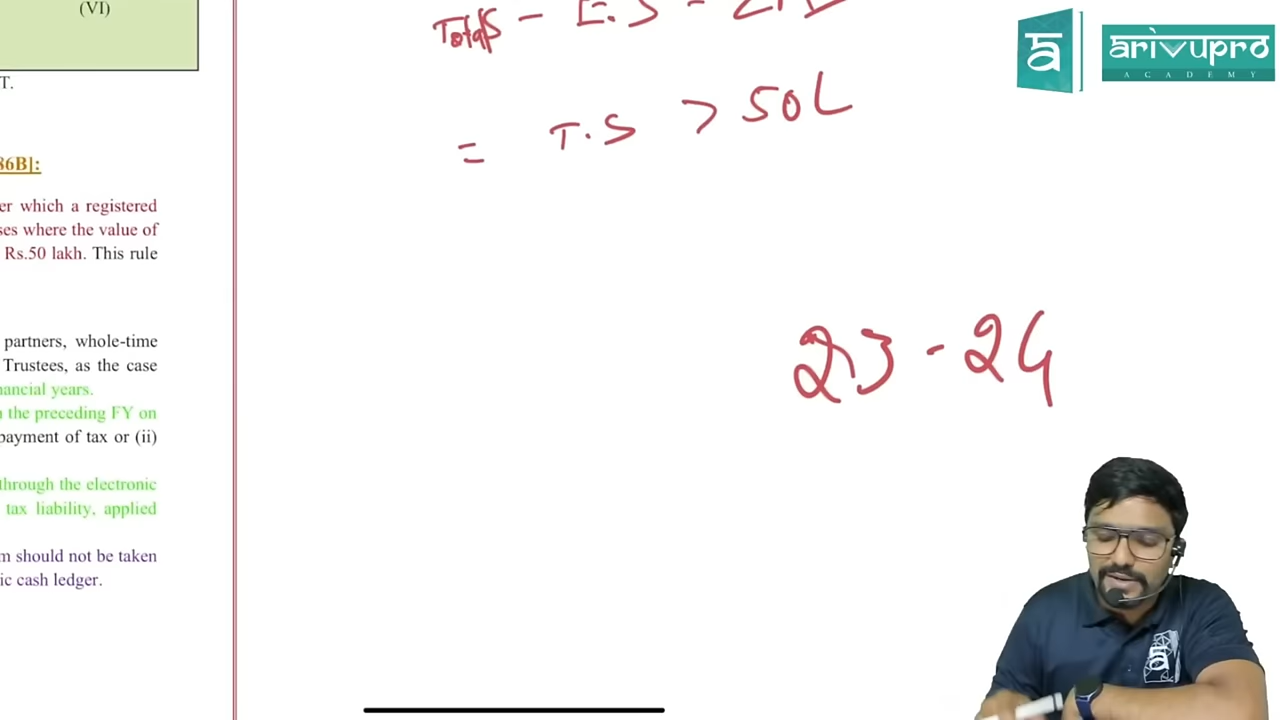 (VI)
T.
86B]:
er which a registered
ses where the value of
Rs.50 lakh. This rule
partners, whole-time
Trustees, as the case
nancial years.
n the preceding FY on
payment of tax or (ii)
through the electronic
tax liability, applied
m should not be taken
ic cash ledger.
Total S - E.S -
= T.S > 50L
23-24
arivupro
ACADEMY